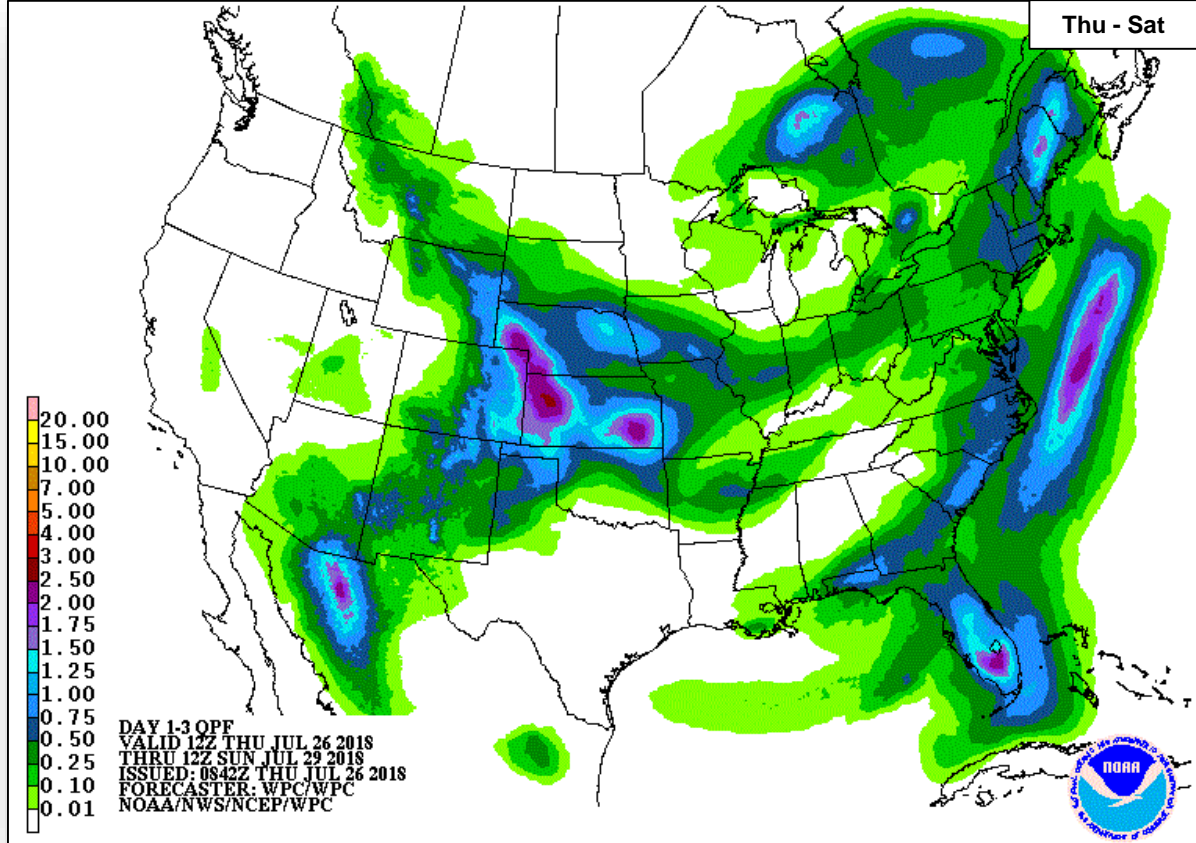 Thu - Sat
20.00
15.00
10.00
7.00
5.00
4.00
3.00
2.50
2.00
1.75
1.50
1.25
1.00
0.75
0.50
0.25
0.10
0.01
DAY 1-3 QPF
VALID 12Z THU JUL 26 2018
THRU 12Z SUN JUL 29 2018
ISSUED: 0842Z THU JUL 26 2018
FORECASTER: WPC/WPC
NOAA/NWS/NCEP/WPC
NOAA